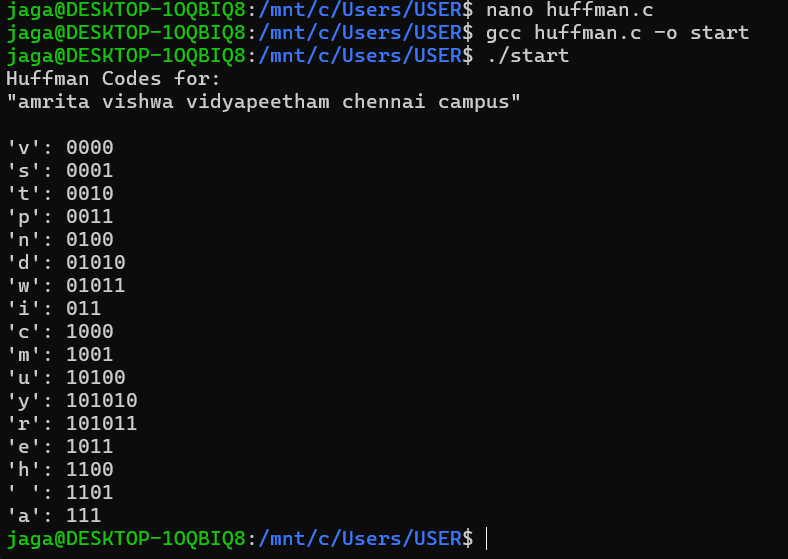 jaga@DESKTOP-1OQBIQ8:/mnt/c/Users/USER$ nano huffman.c
jaga@DESKTOP-1OQBIQ8:/mnt/c/Users/USER$ gcc huffman.c -o start
jaga@DESKTOP-1OQBIQ8:/mnt/c/Users/USER$ ./start
Huffman Codes for:
"amrita vishwa vidyapeetham chennai campus"

'v': 0000
's': 0001
't': 0010
'p': 0011
'n': 0100
'd': 01010
'w': 01011
'i': 011
'c': 1000
'm': 1001
'u': 10100
'y': 101010
'r': 101011
'e': 1011
'h': 1100
' ': 1101
'a': 111
jaga@DESKTOP-1OQBIQ8:/mnt/c/Users/USER$